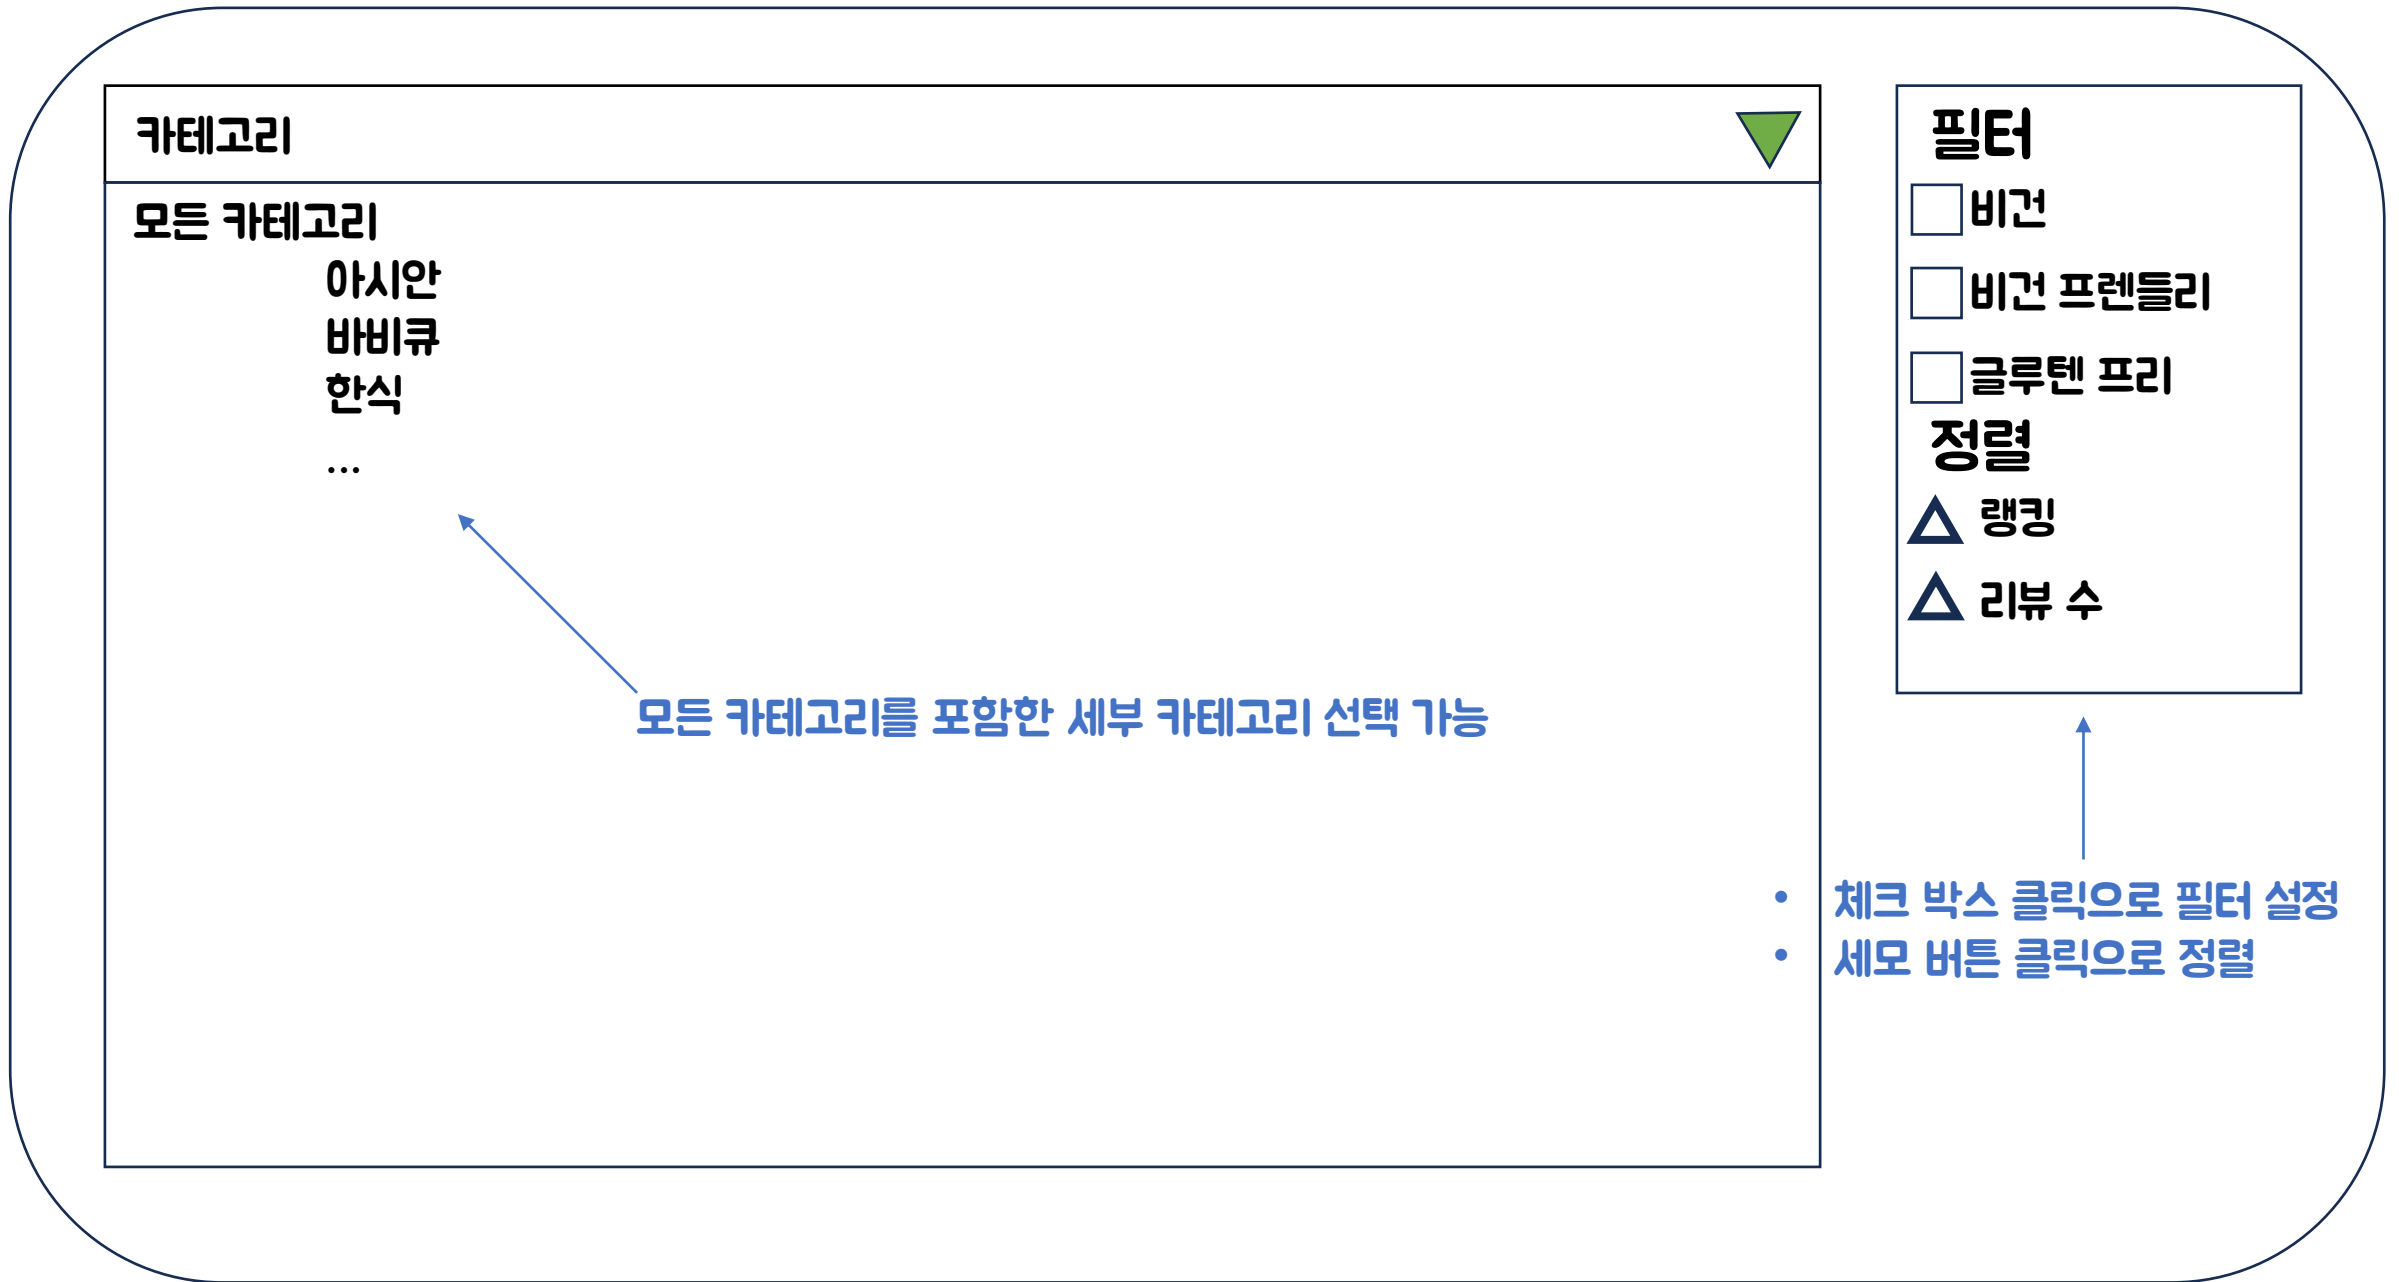 카테고리
모든 카테고리
아시안
바비큐
한식
...
모든 카테고리를 포함한 세부 카테고리 선택 가능
필터
비건
비건 프렌들리
글루텐 프리
정렬
랭킹
리뷰 수
• 체크 박스 클릭으로 필터 설정
• 세모 버튼 클릭으로 정렬